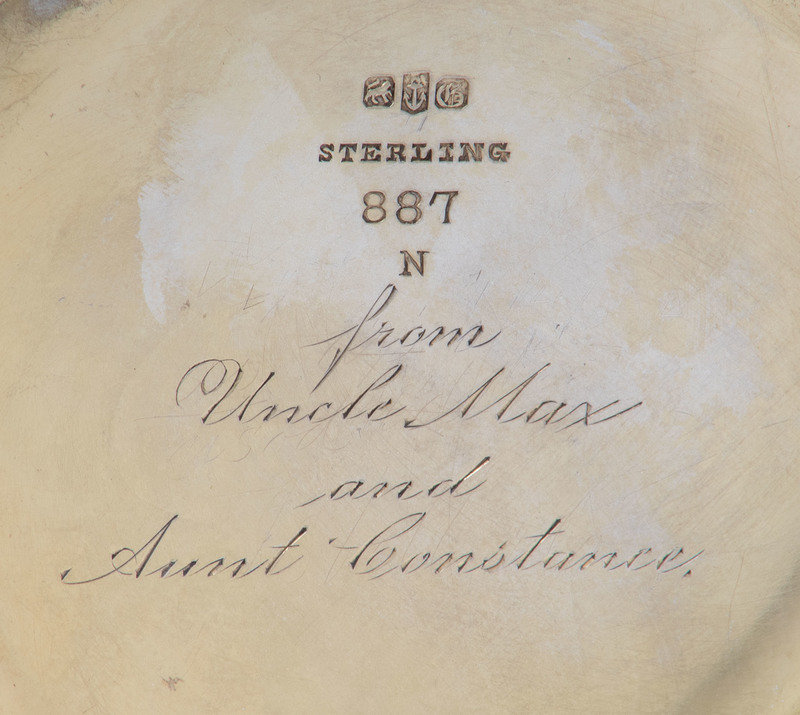 G
STERLING
887
N
from
Uncle Max
and
Aunt Constance.